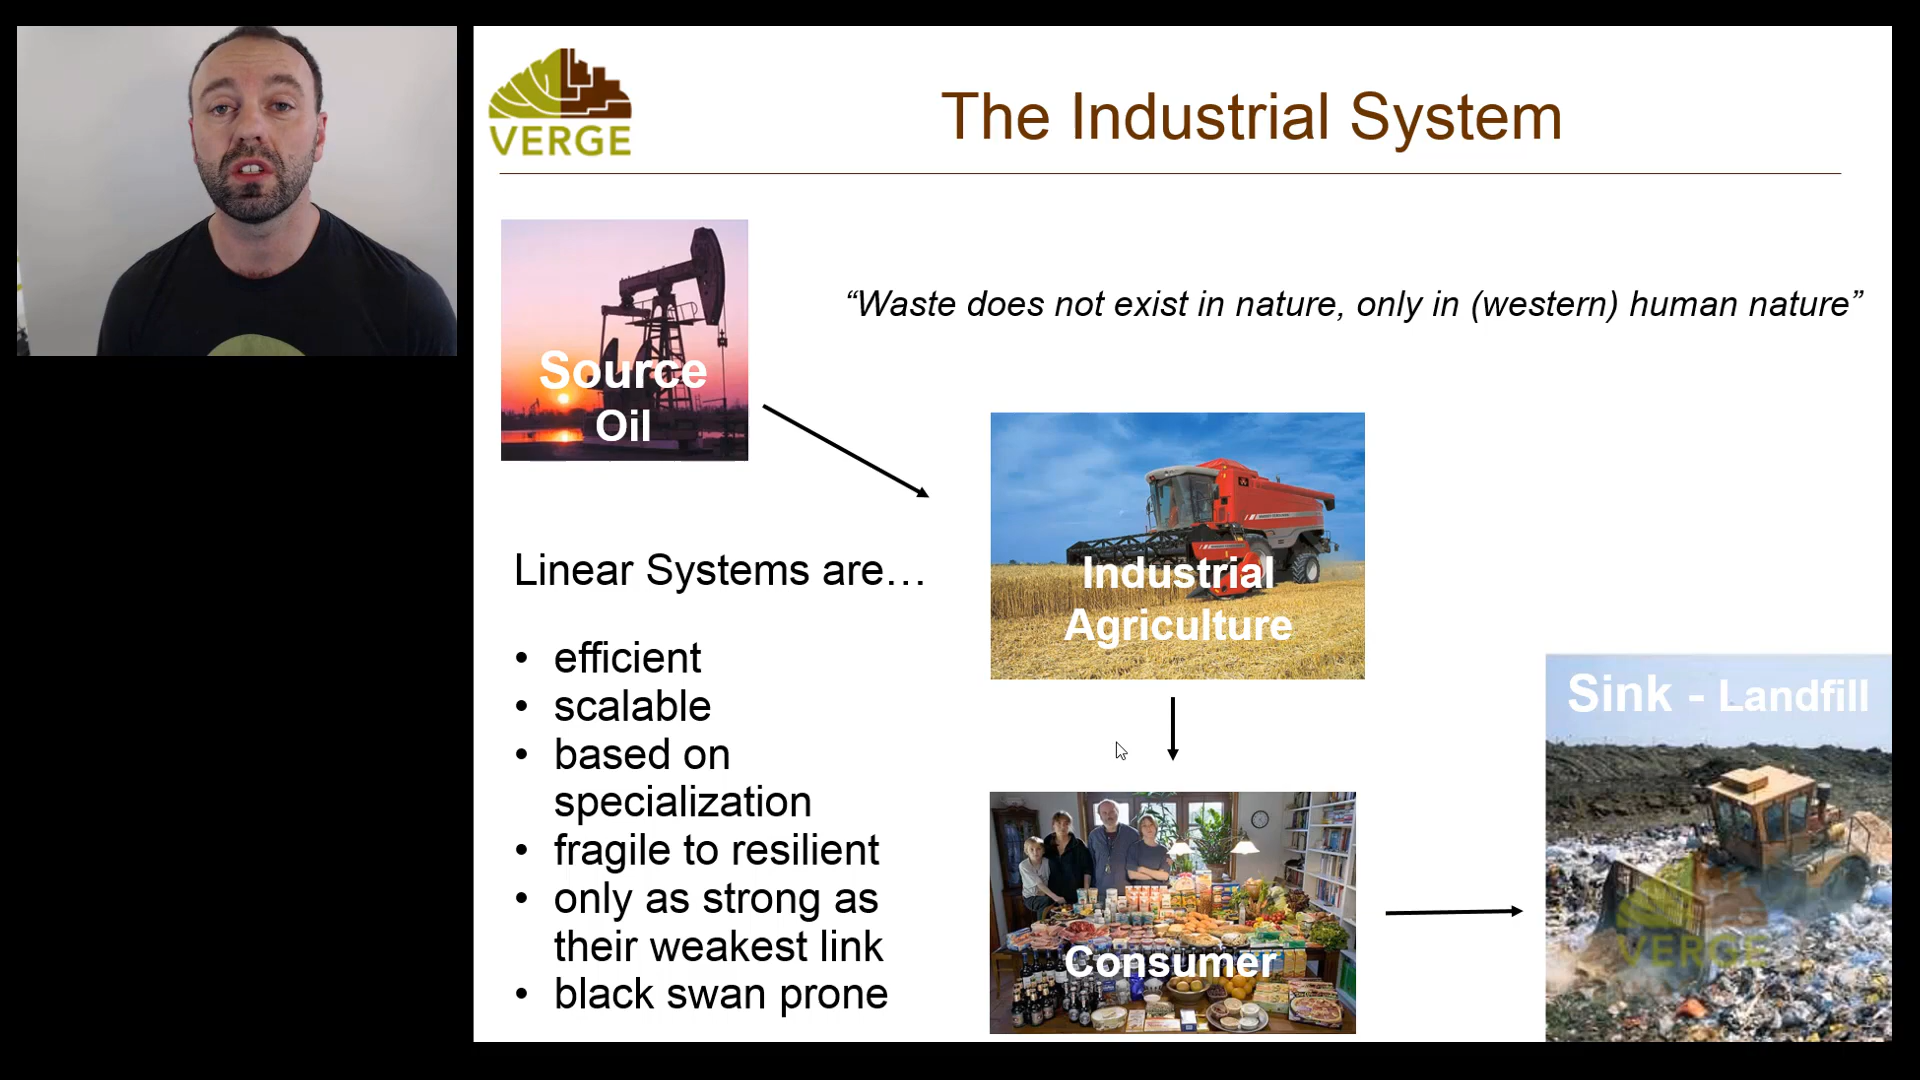 VERGE
The Industrial System
“Waste does not exist in nature, only in (western) human nature”
Source
Oil
Industrial
Agriculture
Linear Systems are…
• efficient
• scalable
• based on
specialization
• fragile to resilient
• only as strong as
their weakest link
• black swan prone
Consumer
Sink - Landfill
VERGE